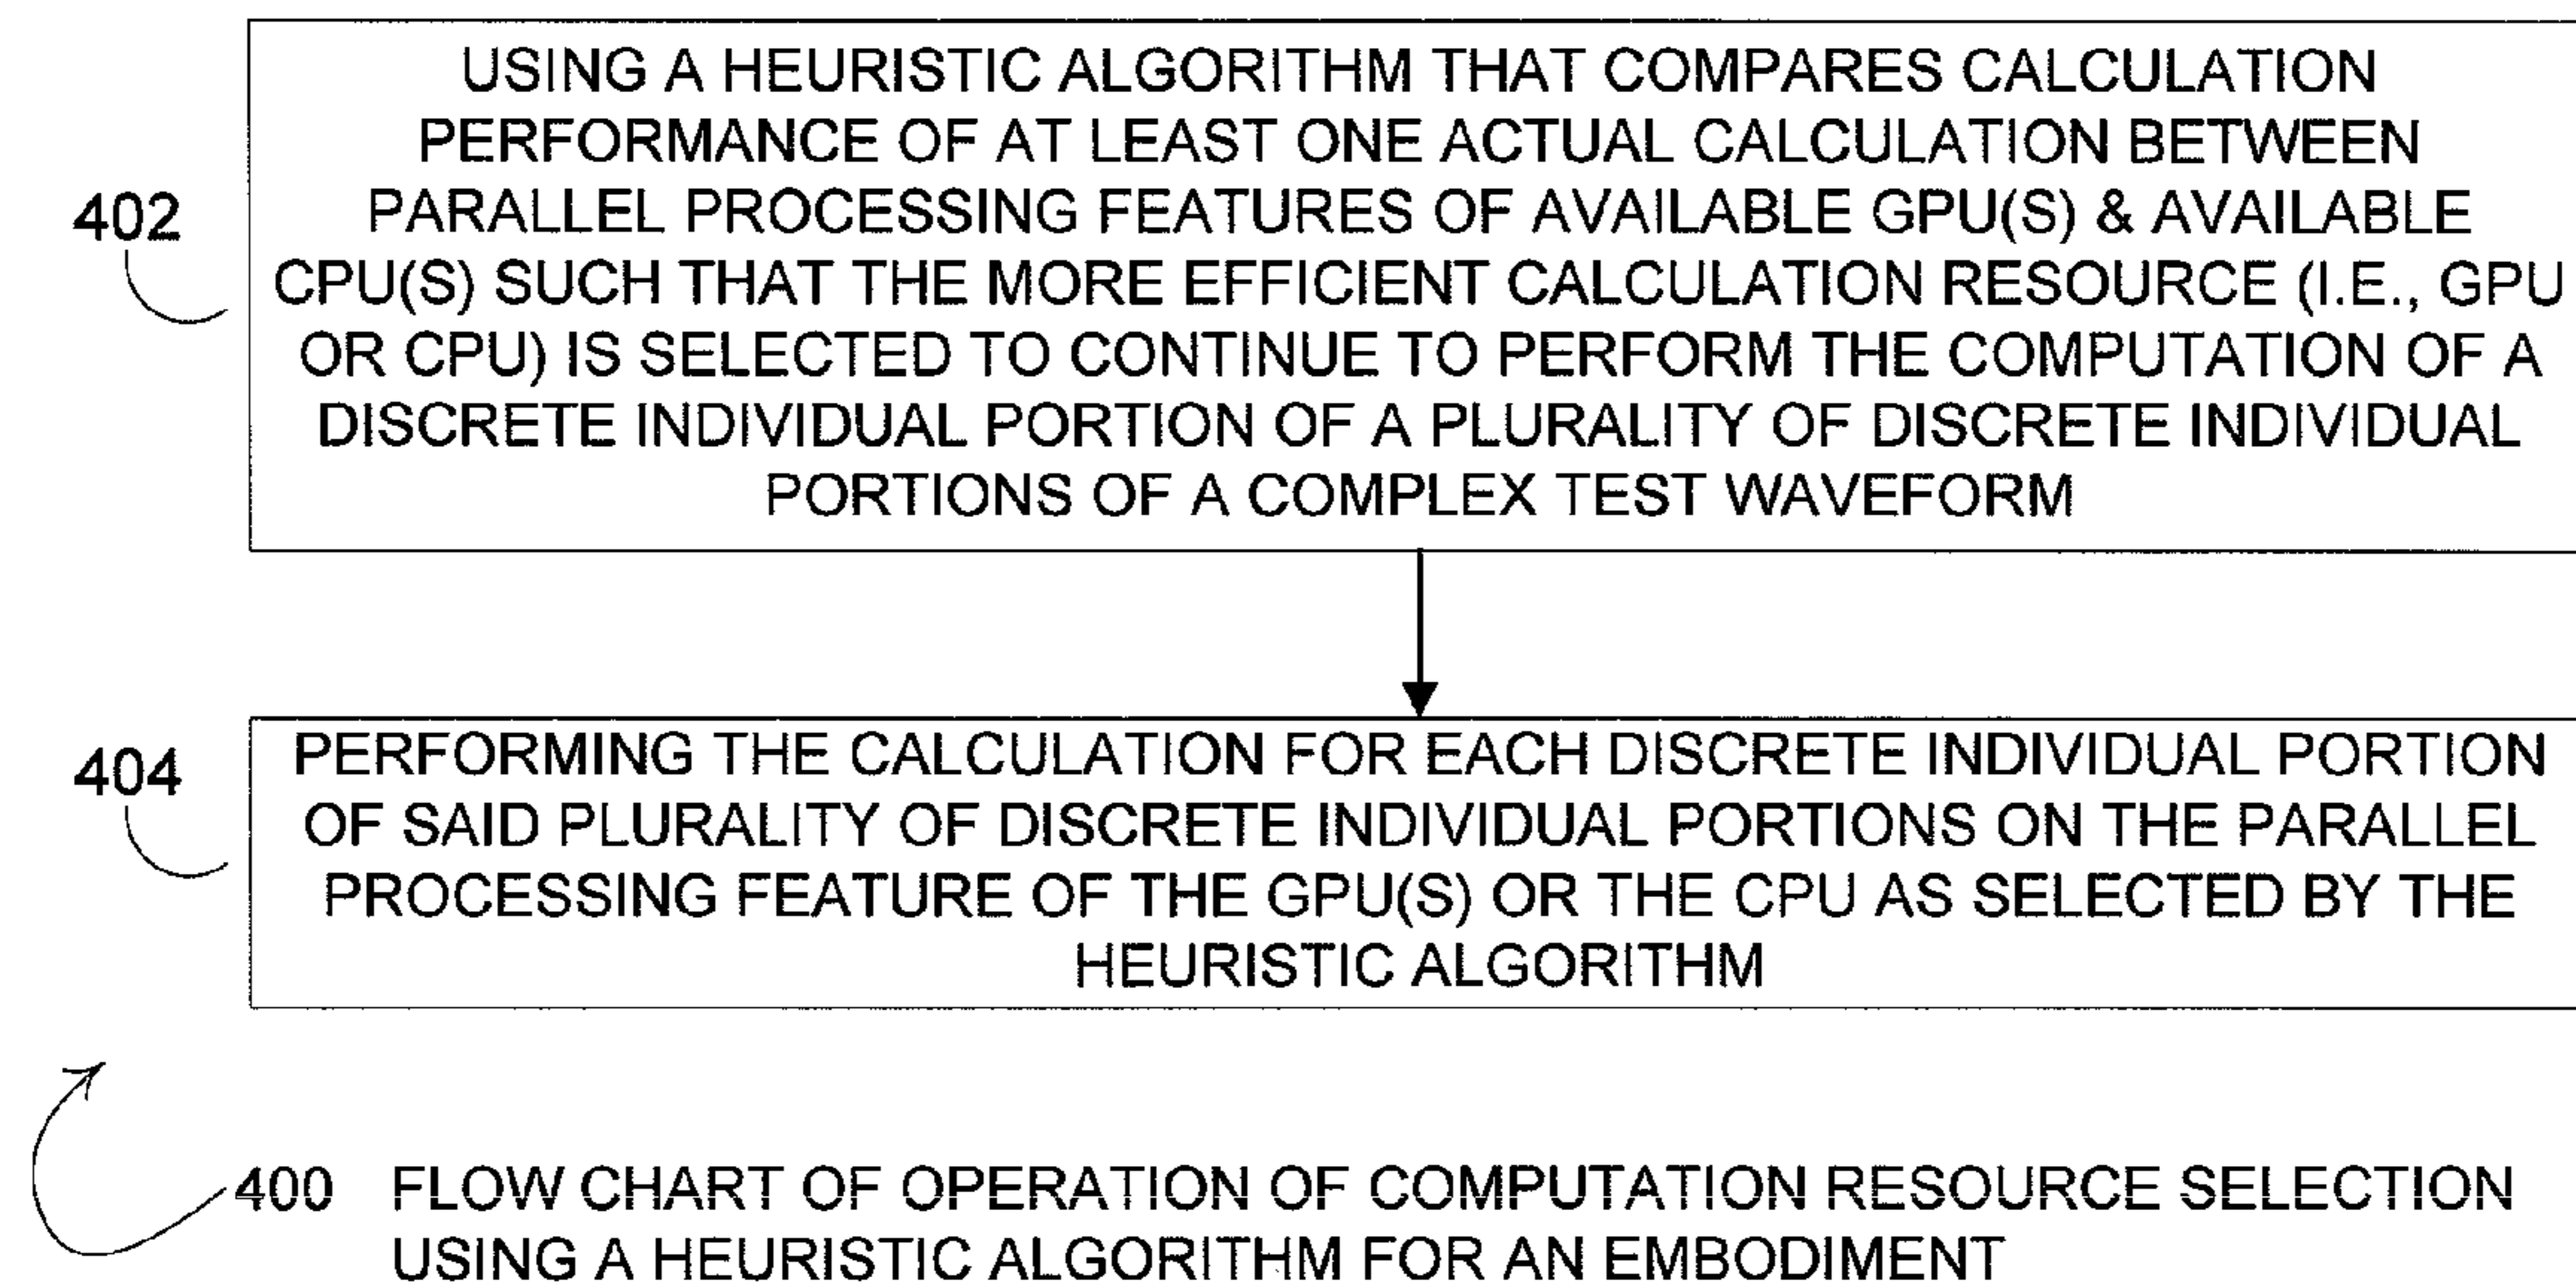 USING A HEURISTIC ALGORITHM THAT COMPARES CALCULATION
PERFORMANCE OF AT LEAST ONE ACTUAL CALCULATION BETWEEN
PARALLEL PROCESSING FEATURES OF AVAILABLE GPU(S) & AVAILABLE
CPU(S) SUCH THAT THE MORE EFFICIENT CALCULATION RESOURCE (I.E., GPU
OR CPU) IS SELECTED TO CONTINUE TO PERFORM THE COMPUTATION OF A
DISCRETE INDIVIDUAL PORTION OF A PLURALITY OF DISCRETE INDIVIDUAL
PORTIONS OF A COMPLEX TEST WAVEFORM
402
PERFORMING THE CALCULATION FOR EACH DISCRETE INDIVIDUAL PORTION
OF SAID PLURALITY OF DISCRETE INDIVIDUAL PORTIONS ON THE PARALLEL
PROCESSING FEATURE OF THE GPU(S) OR THE CPU AS SELECTED BY THE
HEURISTIC ALGORITHM
404
400 FLOW CHART OF OPERATION OF COMPUTATION RESOURCE SELECTION
USING A HEURISTIC ALGORITHM FOR AN EMBODIMENT